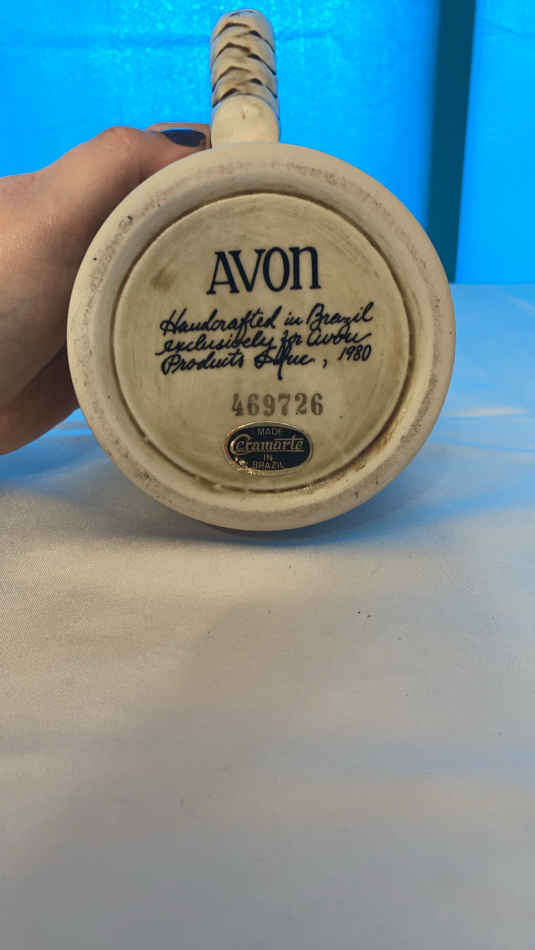 AVON
Handcrafted in Brazil
exclusively for Avon
Products Inc., 1980
469726
MADE
Ceramarte
IN
BRAZIL